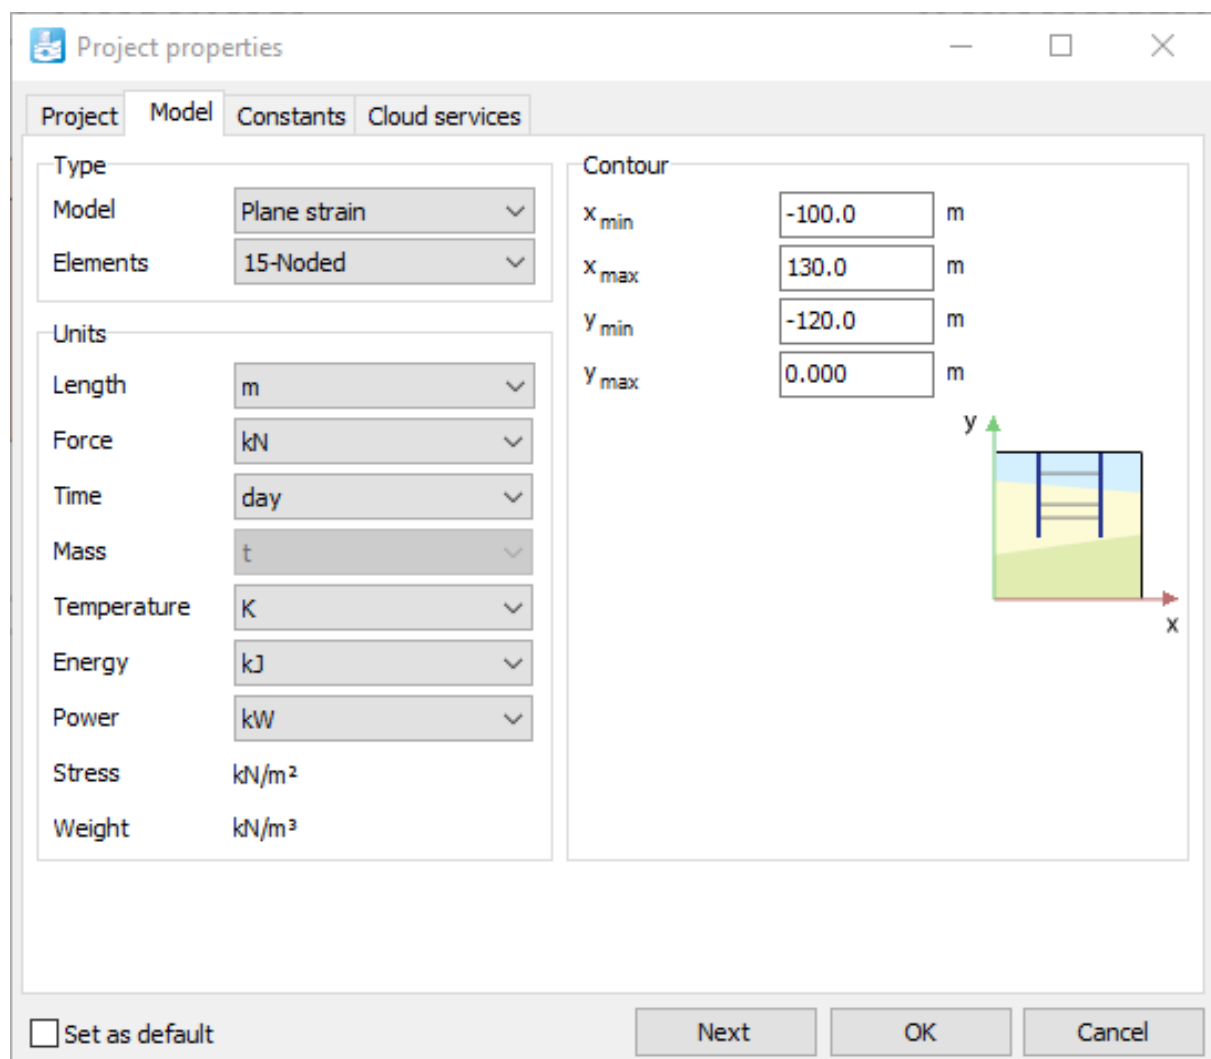 Project properties
Project Model Constants Cloud services
Type
Model Plane strain
Elements 15-Noded
Units
Length m
Force kN
Time day
Mass t
Temperature K
Energy kJ
Power kW
Stress kN/m²
Weight kN/m³
Contour
x min -100.0 m
x max 130.0 m
y min -120.0 m
y max 0.000 m
y
x
Set as default
Next OK Cancel